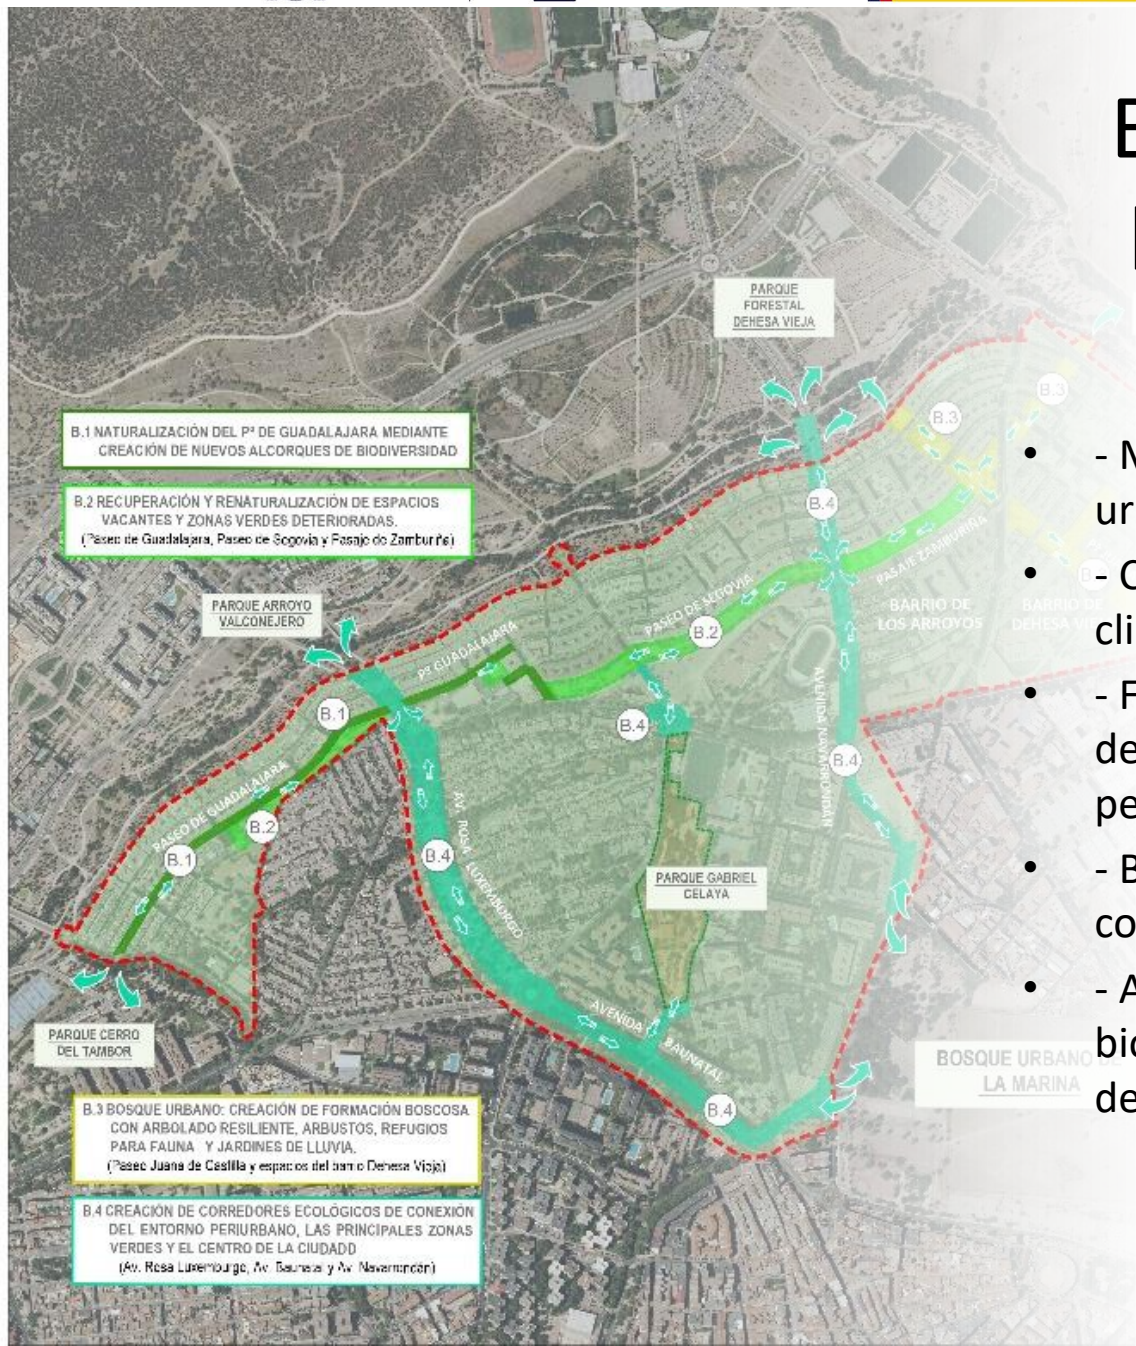 PARQUE
FORESTAL
DEHESA VIEJA
B.1 NATURALIZACIÓN DEL Pº DE GUADALAJARA MEDIANTE
CREACIÓN DE NUEVOS ALCORQUES DE BIODIVERSIDAD
B.2 RECUPERACIÓN Y RENATURALIZACIÓN DE ESPACIOS
VACANTES Y ZONAS VERDES DETERIORADAS.
(Paseo de Guadalajara, Paseo de Segovia y Pasaje de Zamburiña)
B.3
B.3
B.4
PASAJE ZAMBURIÑA
BARRIO DE
LOS ARROYOS
BARRIO DE
DEHESA
PARQUE ARROYO
VALCONEJERO
Pº GUADALAJARA
PASEO DE SEGOVIA
B.2
B.1
B.4
AVENIDA NAVARRONDÁN
B.4
PASEO DE GUADALAJARA
B.2
B.1
B.4
AV. ROSA LUXEMBURGO
PARQUE GABRIEL
CELAYA
AVENIDA
BAUNATAL
B.4
PARQUE CERRO
DEL TAMBOR
BOSQUE URBANO
LA MARINA
B.3 BOSQUE URBANO: CREACIÓN DE FORMACIÓN BOSCOSA
CON ARBOLADO RESILIENTE, ARBUSTOS, REFUGIOS
PARA FAUNA Y JARDINES DE LLUVIA.
(Paseo Juana de Castilla y espacios del barrio Dehesa Vieja)
B.4 CREACIÓN DE CORREDORES ECOLÓGICOS DE CONEXIÓN
DEL ENTORNO PERIURBANO, LAS PRINCIPALES ZONAS
VERDES Y EL CENTRO DE LA CIUDADD
(Av. Rosa Luxemburgo, Av. Baunatal y Av. Navarrondán)
• - M
ur
• - C
cli
• - F
de
pe
• - B
co
• - A
de